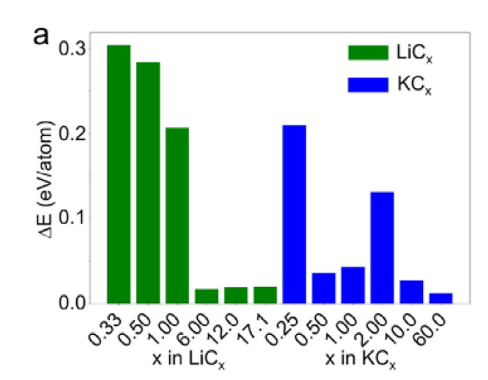 a
0.3
0.2
0.1
0.0
ΔE (eV/atom)
LiCx
KCx
0.33 0.50 1.00 6.00 12.0 17.1 0.25 0.50 1.00 2.00 10.0 60.0
x in LiCx x in KCx